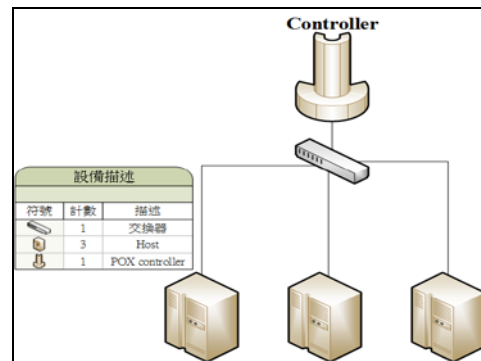 Controller
設備描述
符號 計數 描述
1 交換器
3 Host
1 POX controller